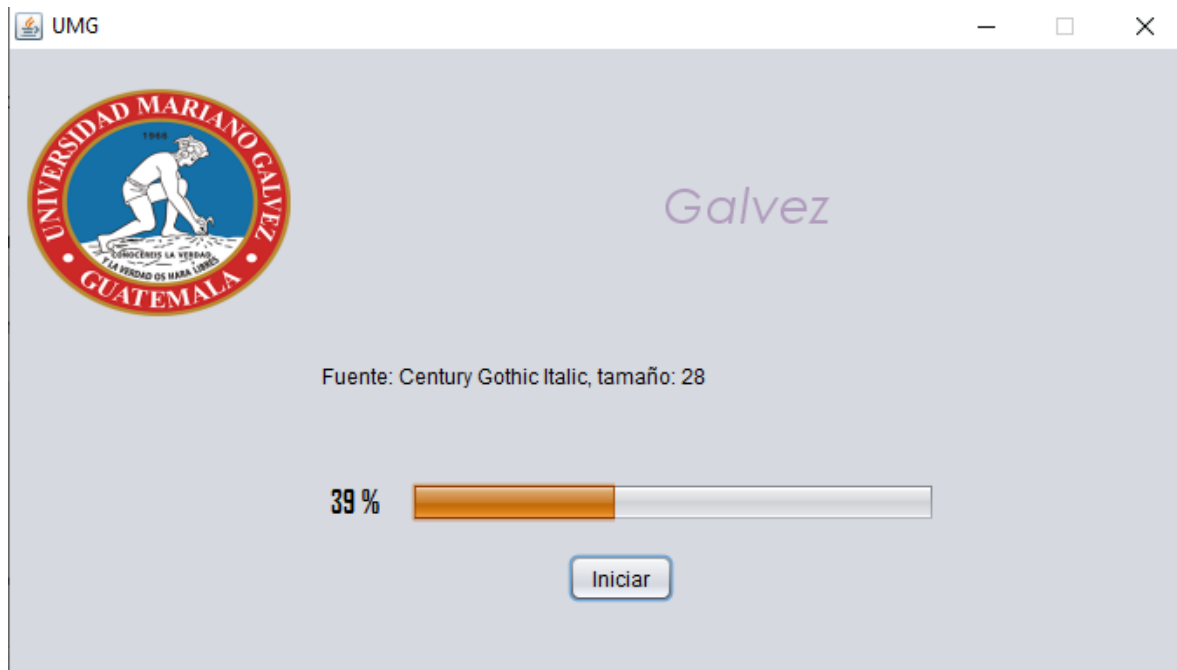 UMG
UNIVERSIDAD MARIANO GALVEZ
1966
CONOCEREIS LA VERDAD
Y LA VERDAD OS HARA LIBRES
GUATEMALA
Galvez
Fuente: Century Gothic Italic, tamaño: 28
39 %
Iniciar